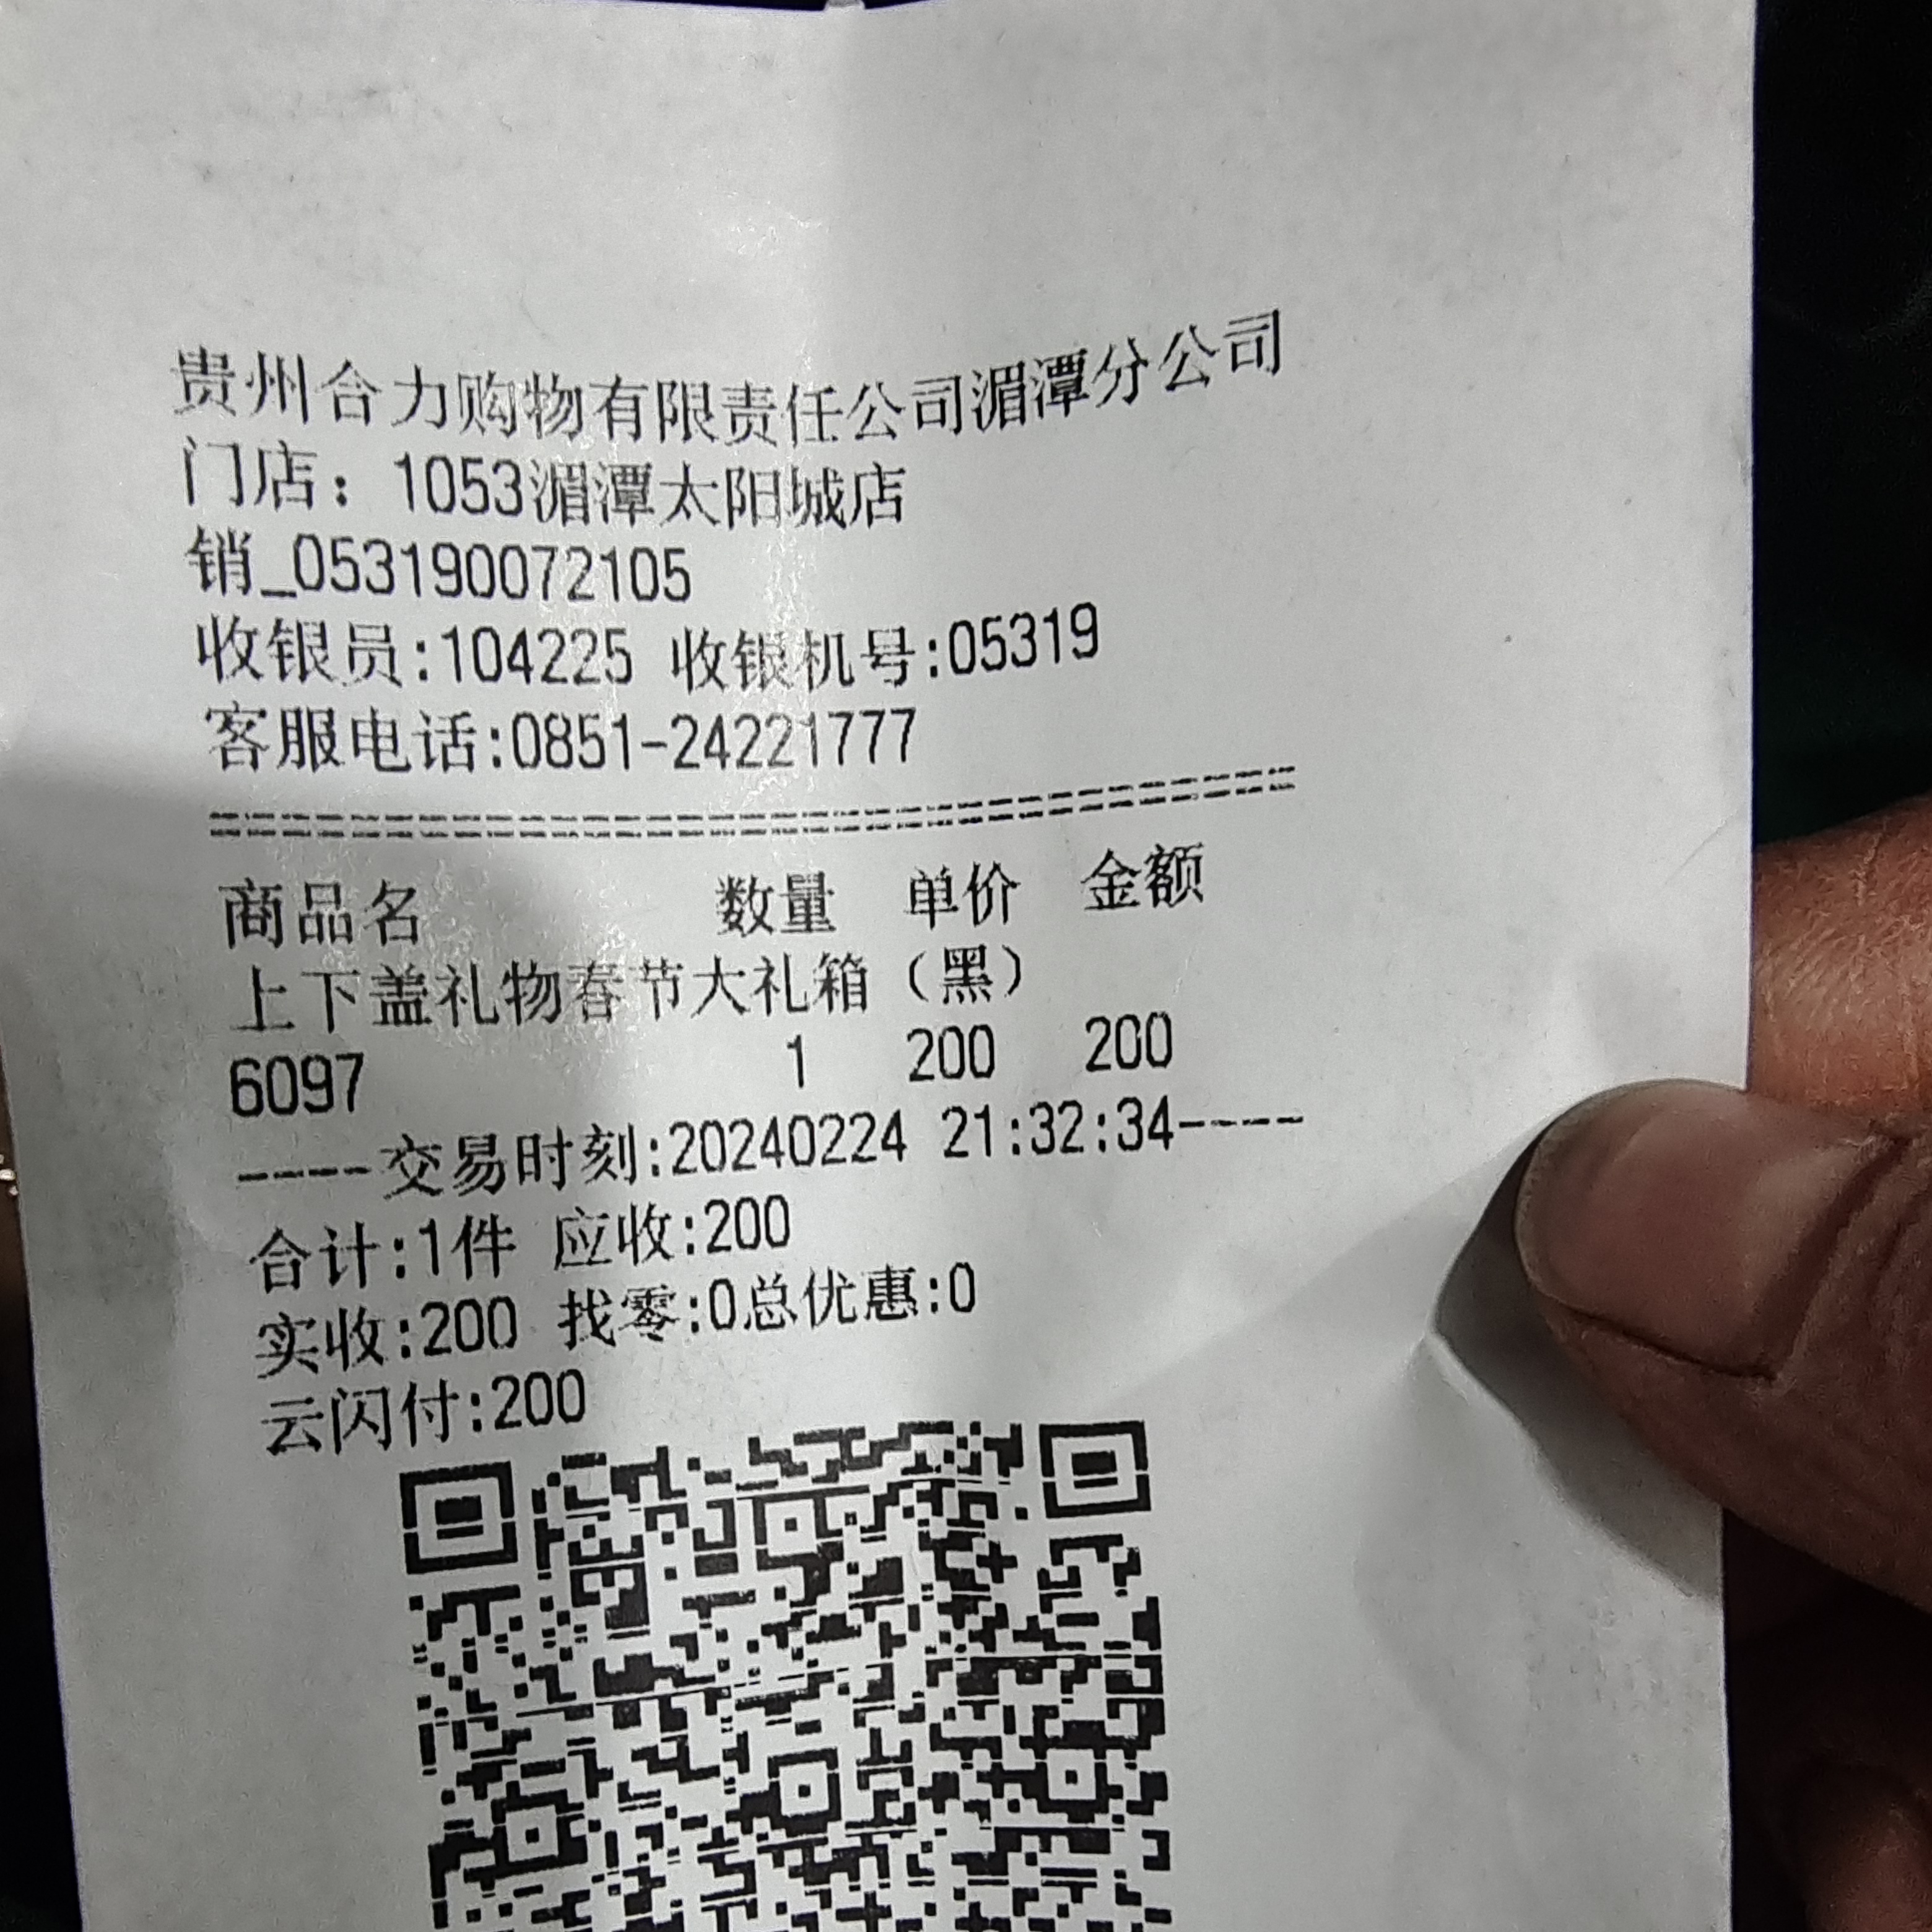 贵州合力购物有限责任公司湄潭分公司
门店：1053湄潭太阳城店
销_053190072105
收银员:104225 收银机号:05319
客服电话:0851-24221777
商品名 数量 单价 金额
上下盖礼物春节大礼箱（黑）
6097 1 200 200
----交易时刻:20240224 21:32:34----
合计:1件 应收:200
实收:200 找零:0总优惠:0
云闪付:200